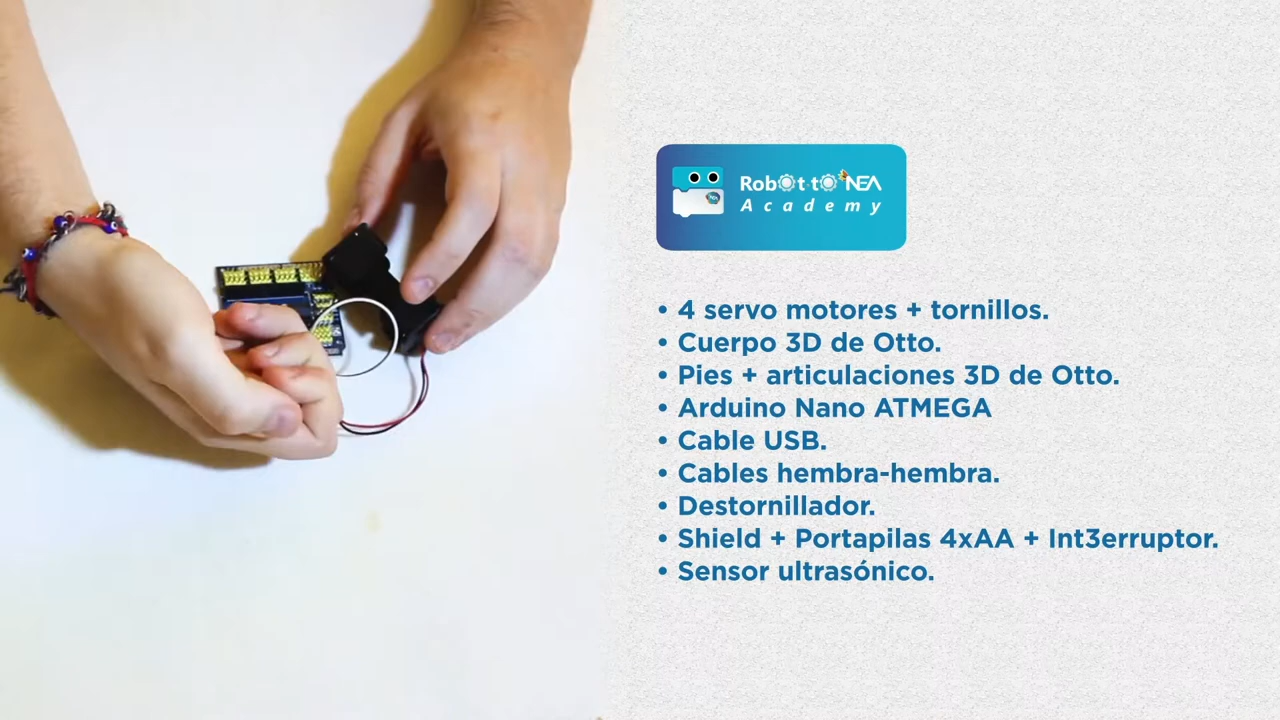 Robot·tO NEA
Academy
• 4 servo motores + tornillos.
• Cuerpo 3D de Otto.
• Pies + articulaciones 3D de Otto.
• Arduino Nano ATMEGA
• Cable USB.
• Cables hembra-hembra.
• Destornillador.
• Shield + Portapilas 4xAA + Int3erruptor.
• Sensor ultrasónico.